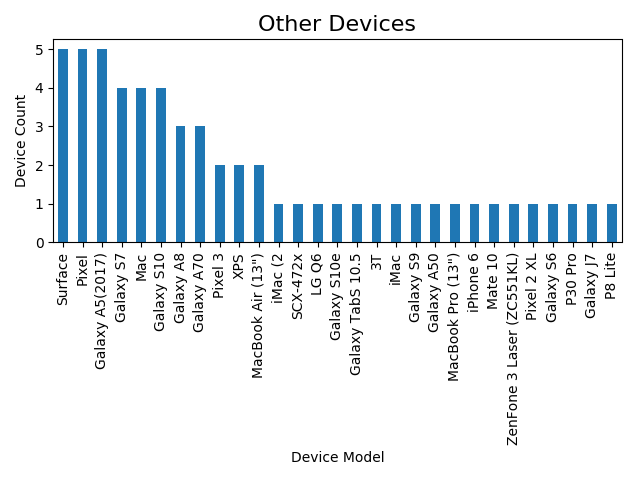 Other Devices
Device Count
5
4
3
2
1
0
Surface
Pixel
Galaxy A5(2017)
Galaxy S7
Mac
Galaxy S10
Galaxy A8
Galaxy A70
Pixel 3
XPS
MacBook Air (13")
iMac (2
SCX-472x
LG Q6
Galaxy S10e
Galaxy TabS 10.5
3T
iMac
Galaxy S9
Galaxy A50
MacBook Pro (13")
iPhone 6
Mate 10
ZenFone 3 Laser (ZC551KL)
Pixel 2 XL
Galaxy S6
P30 Pro
Galaxy J7
P8 Lite
Device Model